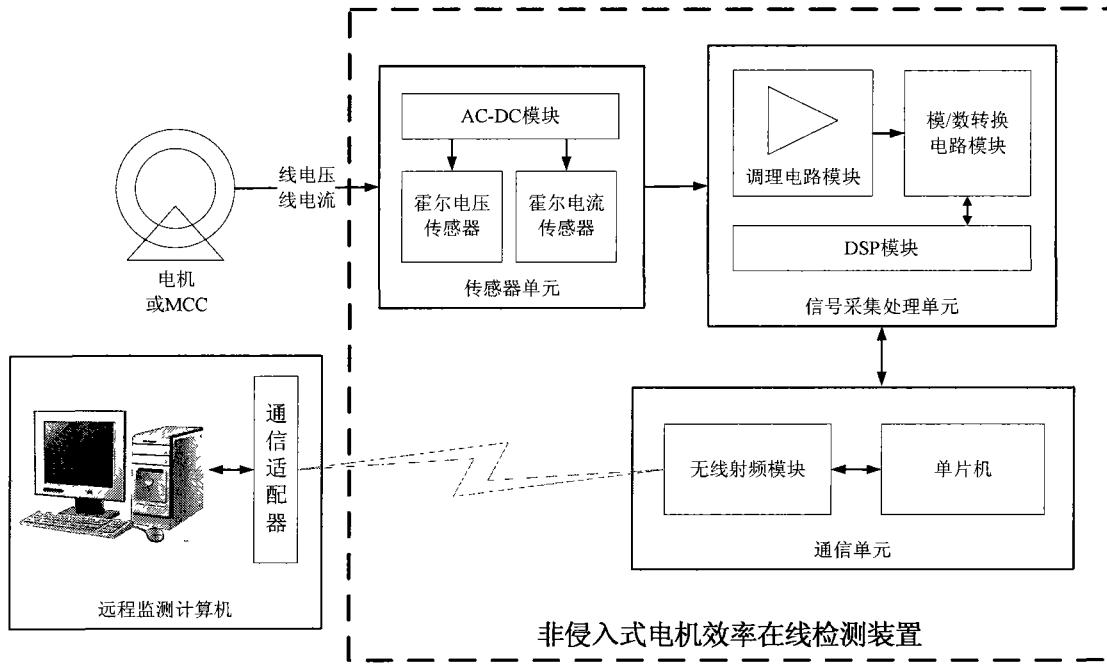 线电压
线电流
电机
或MCC
AC-DC模块
霍尔电压
传感器
霍尔电流
传感器
传感器单元
调理电路模块
模/数转换
电路模块
DSP模块
信号采集处理单元
通信适配器
远程监测计算机
无线射频模块
单片机
通信单元
非侵入式电机效率在线检测装置